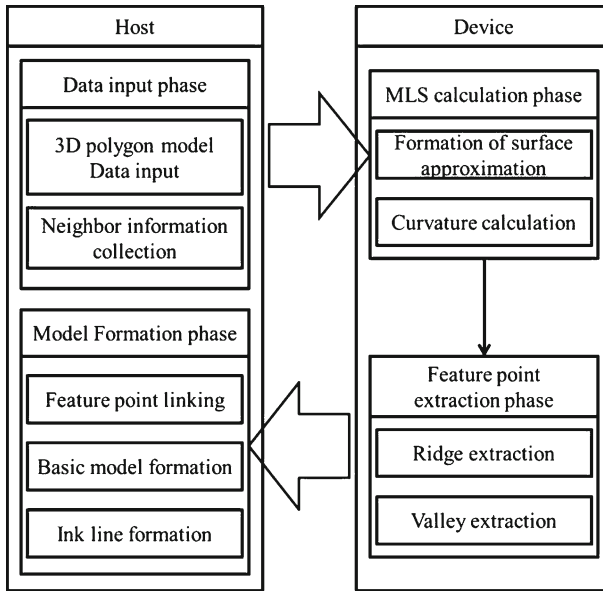 Host
Data input phase
3D polygon model
Data input
Neighbor information
collection
Model Formation phase
Feature point linking
Basic model formation
Ink line formation
Device
MLS calculation phase
Formation of surface
approximation
Curvature calculation
Feature point
extraction phase
Ridge extraction
Valley extraction